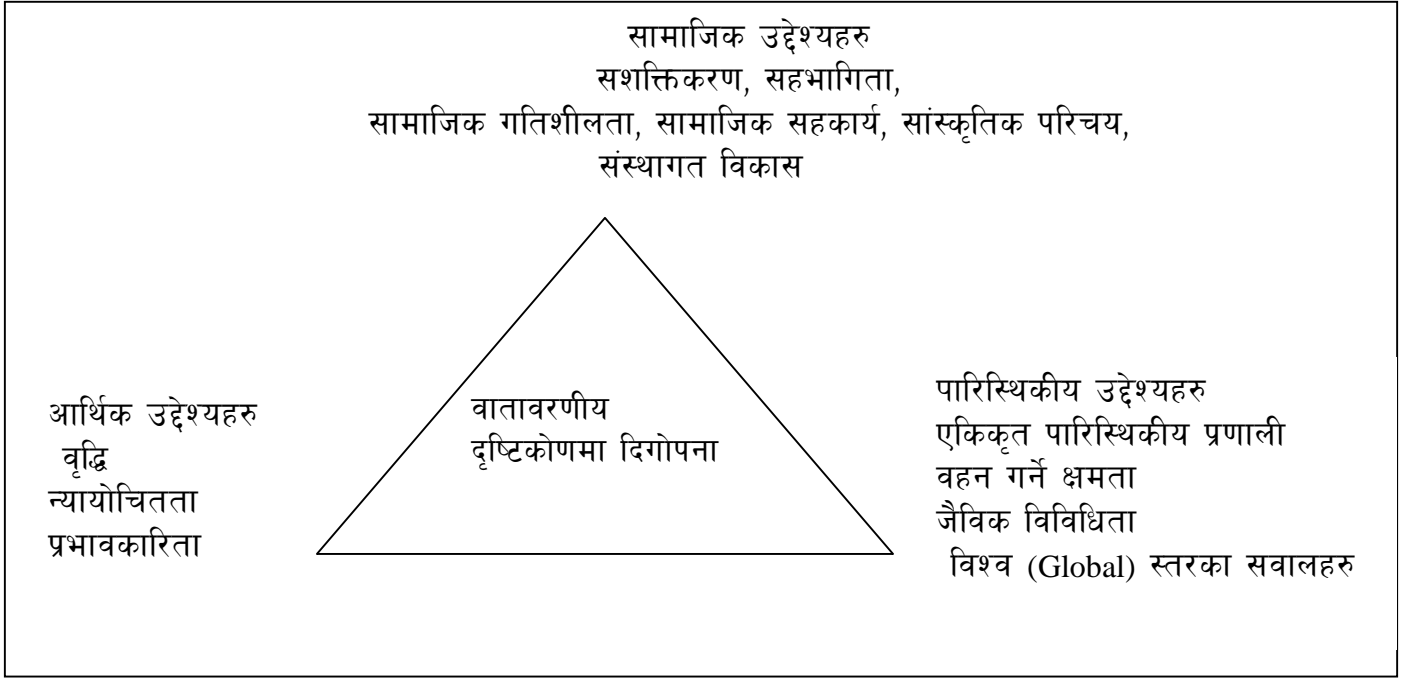 सामाजिक उद्देश्यहरु
सशक्तिकरण, सहभागिता,
सामाजिक गतिशीलता, सामाजिक सहकार्य, सांस्कृतिक परिचय,
संस्थागत विकास
आर्थिक उद्देश्यहरु
वृद्धि
न्यायोचितता
प्रभावकारिता
वातावरणीय
दृष्टिकोणमा दिगोपना
पारिस्थिकीय उद्देश्यहरु
एकिकृत पारिस्थिकीय प्रणाली
वहन गर्ने क्षमता
जैविक विविधिता
विश्व (Global) स्तरका सवालहरु